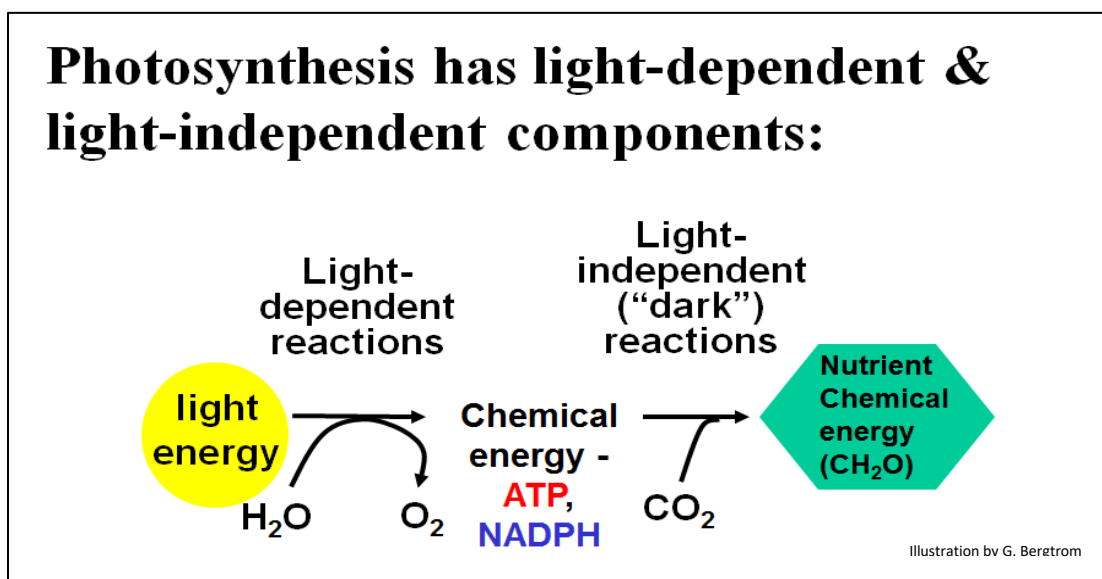 Photosynthesis has light-dependent &
light-independent components:
Light-
dependent
reactions
Light-
independent
(“dark”)
reactions
light
energy
H₂O
O₂
Chemical
energy -
ATP,
NADPH
CO₂
Nutrient
Chemical
energy
(CH₂O)
Illustration by G. Bergtrom